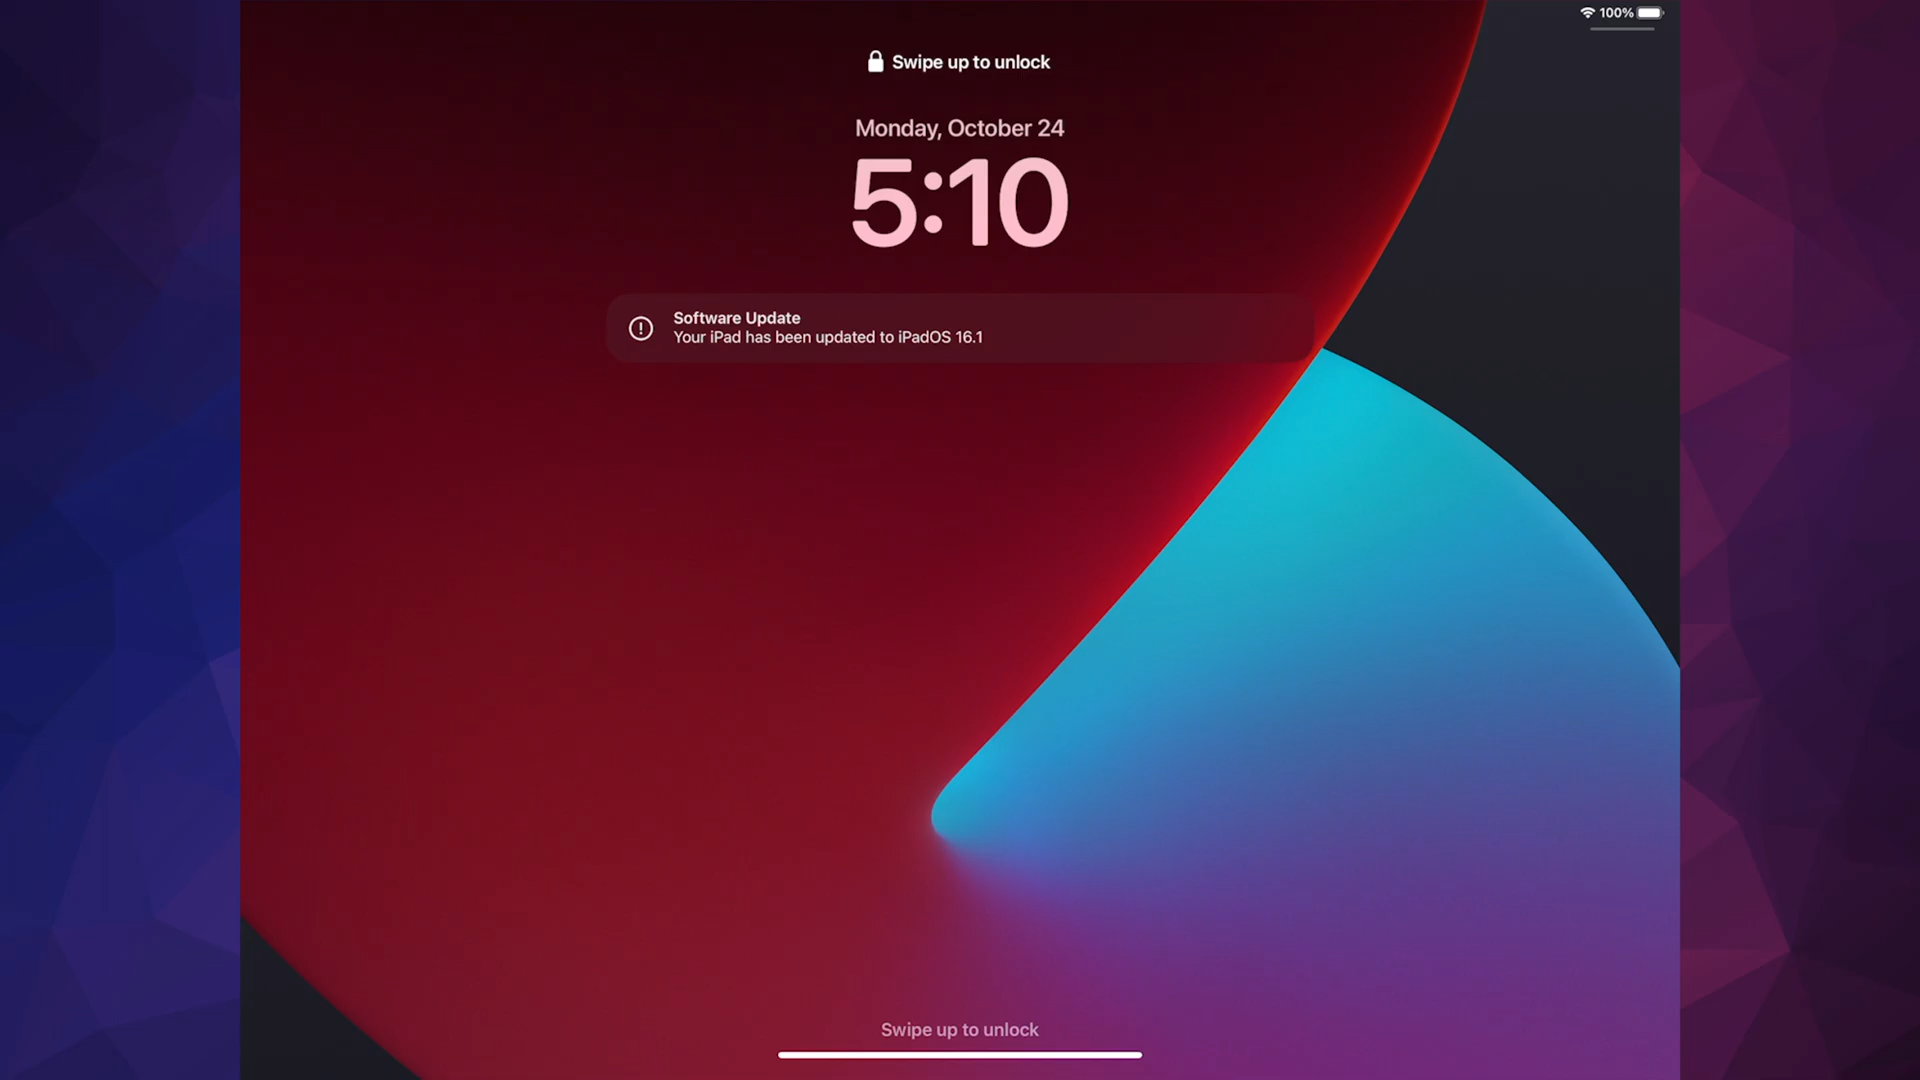 100%
Swipe up to unlock
Monday, October 24
5:10
Software Update
Your iPad has been updated to iPadOS 16.1
Swipe up to unlock